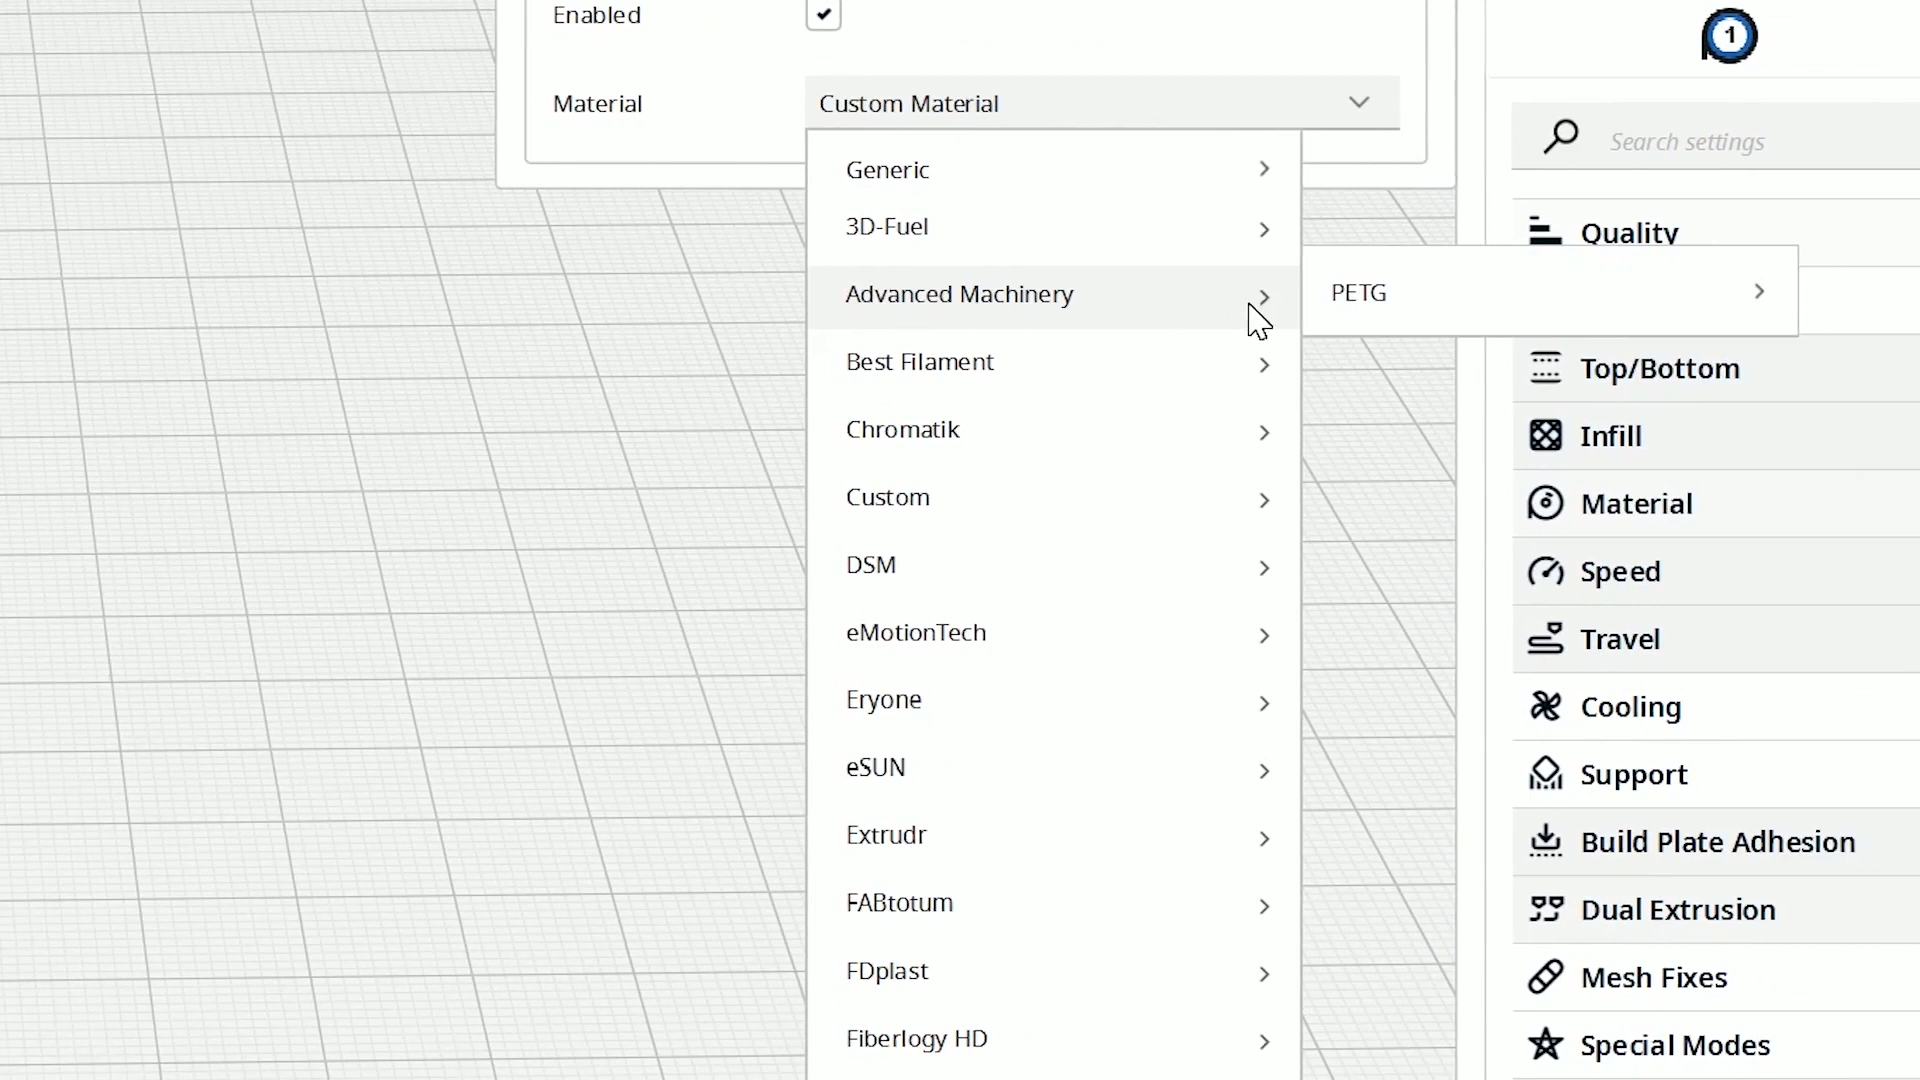 Enabled
Material
Custom Material
Generic
3D-Fuel
Advanced Machinery
Best Filament
Chromatik
Custom
DSM
eMotionTech
Eryone
eSUN
Extrudr
FABtotum
FDplast
Fiberlogy HD
PETG
1
Search settings
Quality
Top/Bottom
Infill
Material
Speed
Travel
Cooling
Support
Build Plate Adhesion
Dual Extrusion
Mesh Fixes
Special Modes